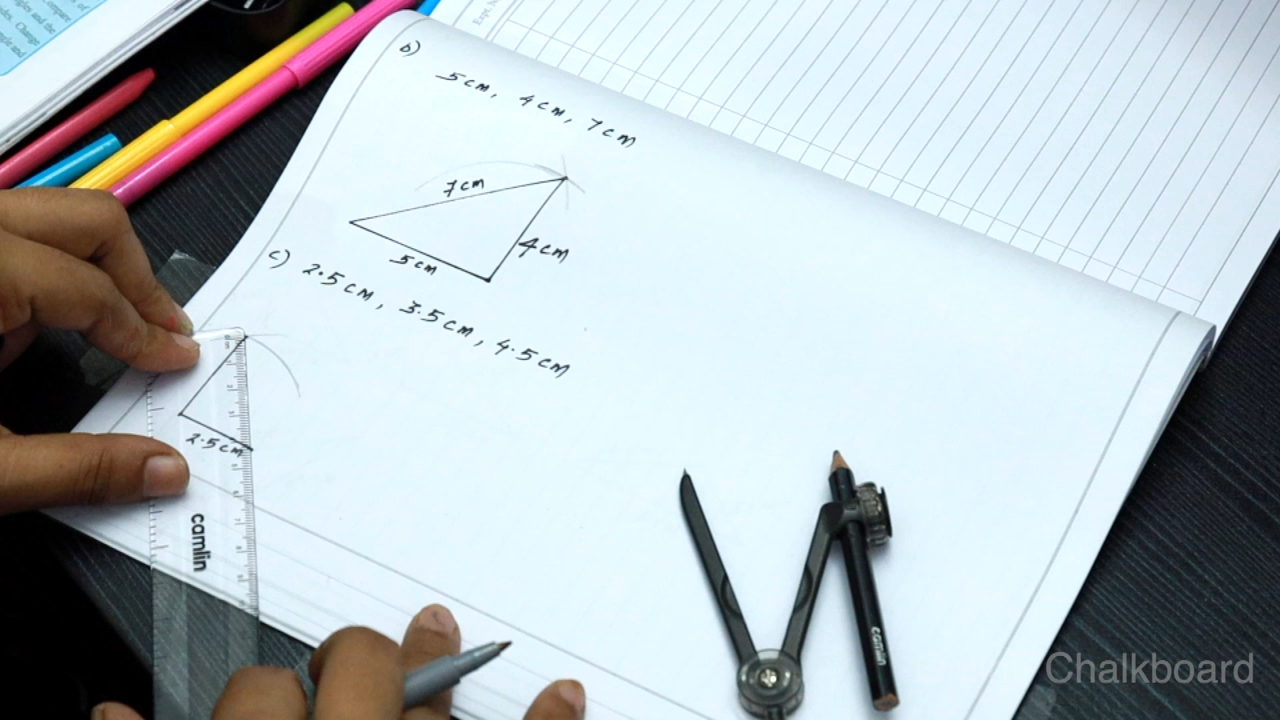 b)
5cm, 4cm, 7cm
7cm
4cm
5cm
c) 2.5cm, 3.5cm, 4.5cm
2.5cm
camlin
camlin
Chalkboard